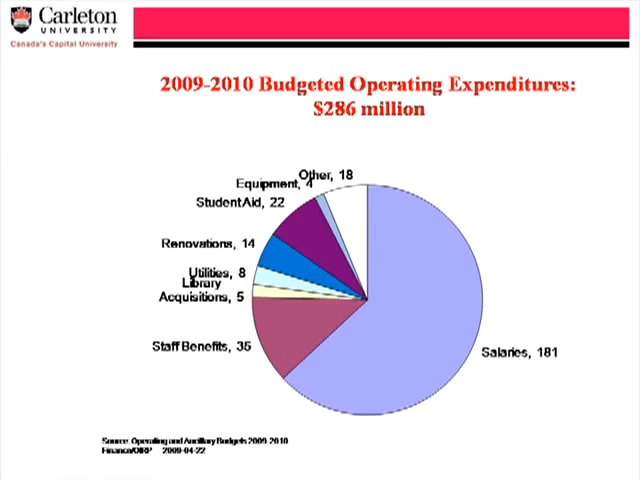 Carleton
UNIVERSITY
Canada's Capital University
2009-2010 Budgeted Operating Expenditures:
$286 million
Other, 18
Equipment, 4
Student Aid, 22
Renovations, 14
Utilities, 8
Library
Acquisitions, 5
Staff Benefits, 35
Salaries, 181
Source: Operating and Ancillary Budgets 2009-2010
Finance/OIRP 2009-04-22